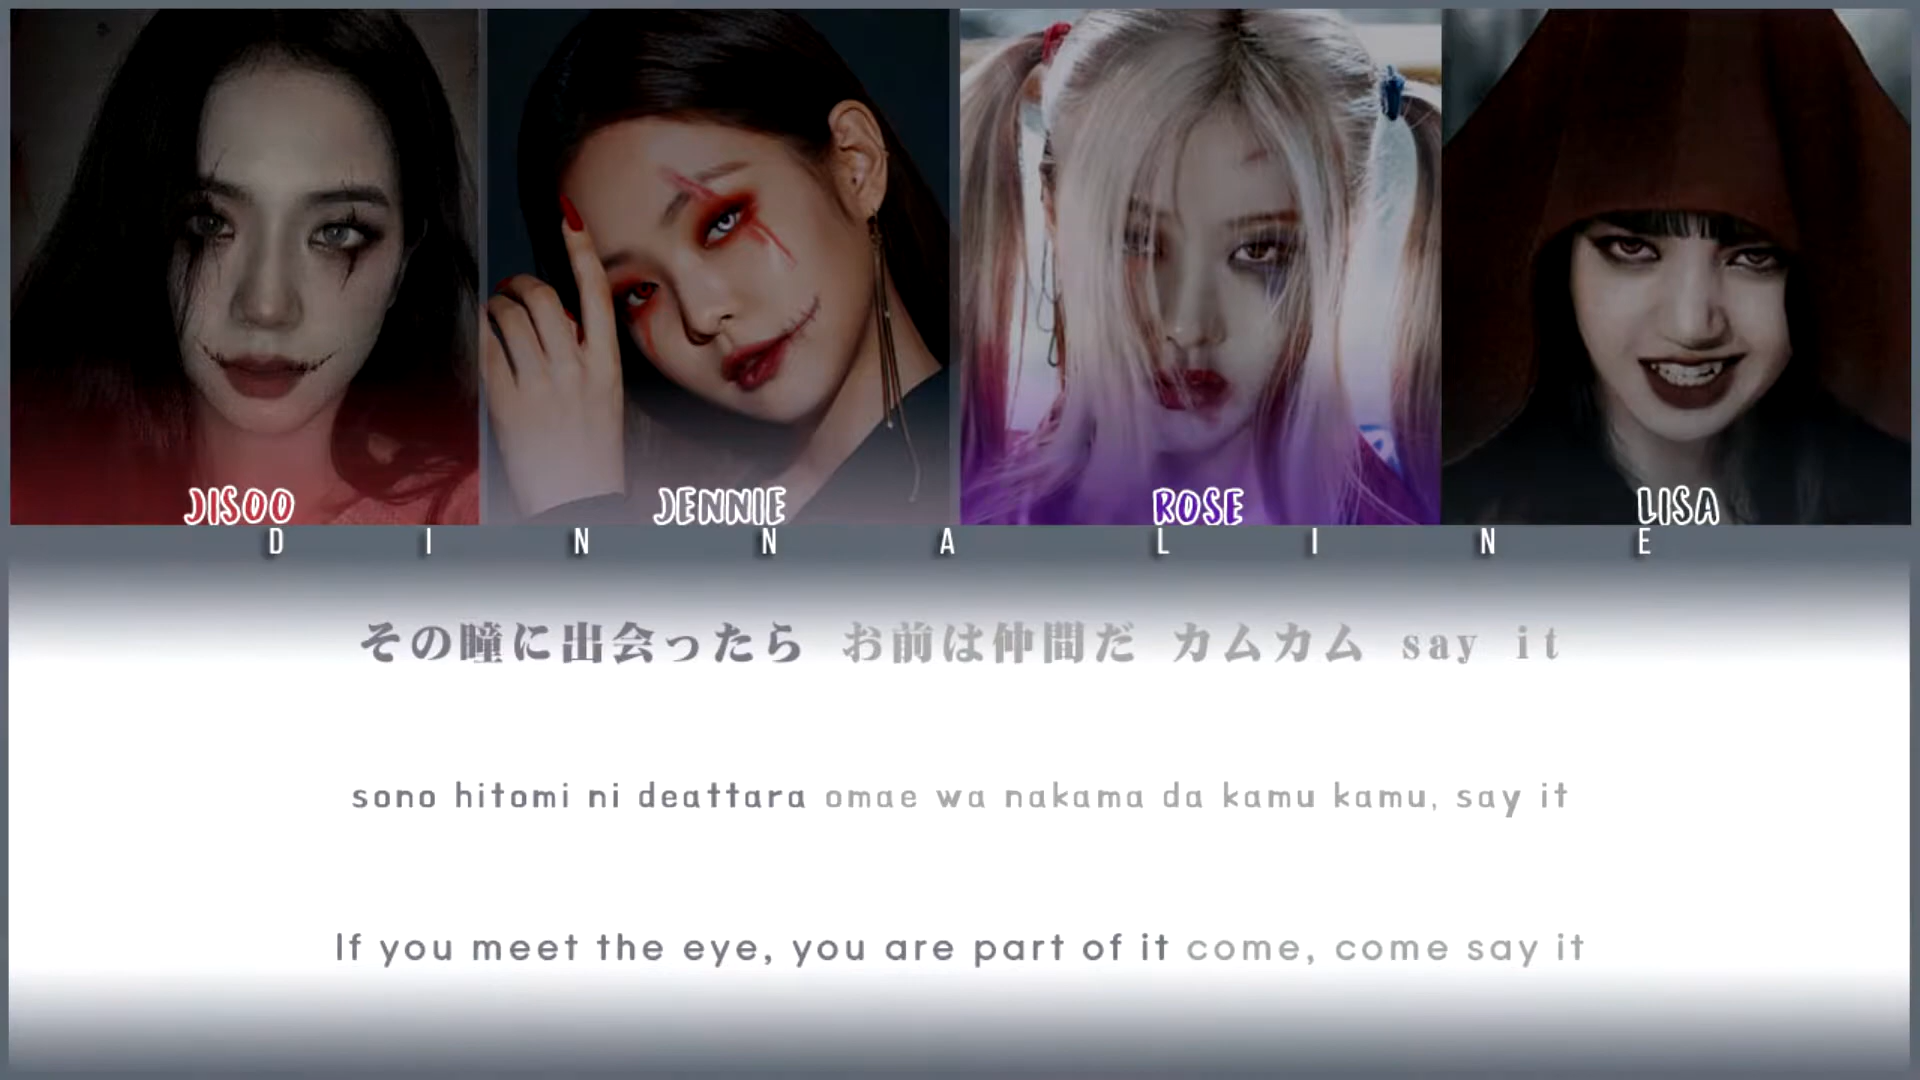 JISOO JENNIE ROSE LISA
D I N N A L I N E
その瞳に出会ったら お前は仲間だ カムカム say it
sono hitomi ni deattara omae wa nakama da kamu kamu, say it
If you meet the eye, you are part of it come, come say it